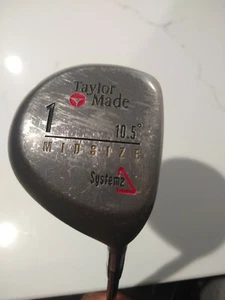 Taylor
Made
1
10.5°
MIDSIZE
System2